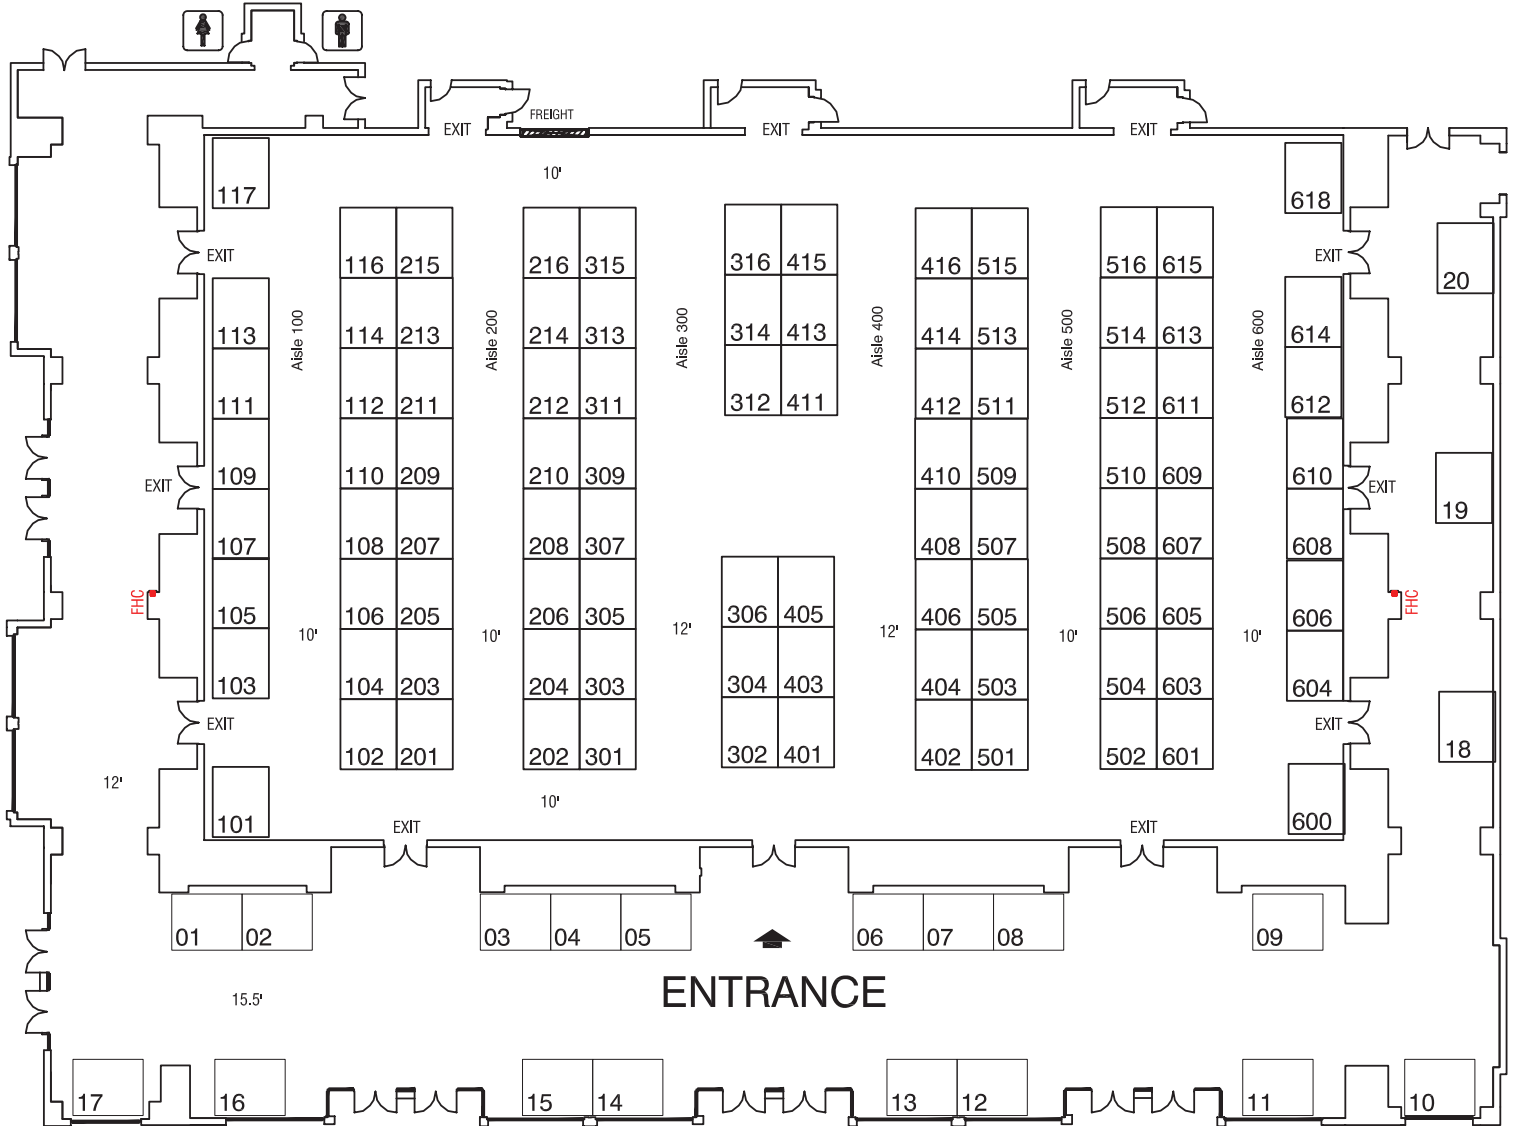 FREIGHT
EXIT EXIT EXIT
10'
117 618
EXIT EXIT
116 215 216 315 316 415 416 515 516 615
20
Aisle 100 Aisle 200 Aisle 300 Aisle 400 Aisle 500 Aisle 600
113 114 213 214 313 314 413 414 513 514 613 614
111 112 211 212 311 312 411 412 511 512 611 612
109 110 209 210 309 410 509 510 609 610
EXIT EXIT
19
107 108 207 208 307 408 507 508 607 608
FHC FHC
105 106 205 206 305 306 405 406 505 506 605 606
10' 10' 12' 12' 10' 10'
103 104 203 204 303 304 403 404 503 504 603 604
EXIT EXIT
102 201 202 301 302 401 402 501 502 601
18
12'
10'
101 600
EXIT EXIT
01 02 03 04 05 06 07 08 09
ENTRANCE
15.5'
17 16 15 14 13 12 11 10